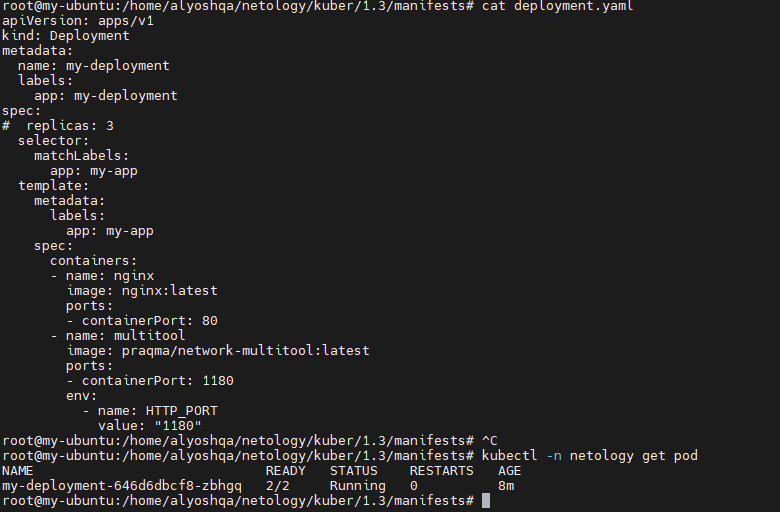 root@my-ubuntu:/home/alyoshqa/netology/kuber/1.3/manifests# cat deployment.yaml
apiVersion: apps/v1
kind: Deployment
metadata:
  name: my-deployment
  labels:
    app: my-deployment
spec:
#  replicas: 3
  selector:
    matchLabels:
      app: my-app
  template:
    metadata:
      labels:
        app: my-app
    spec:
      containers:
      - name: nginx
        image: nginx:latest
        ports:
        - containerPort: 80
      - name: multitool
        image: praqma/network-multitool:latest
        ports:
        - containerPort: 1180
        env:
          - name: HTTP_PORT
            value: "1180"
root@my-ubuntu:/home/alyoshqa/netology/kuber/1.3/manifests# ^C
root@my-ubuntu:/home/alyoshqa/netology/kuber/1.3/manifests# kubectl -n netology get pod
NAME                             READY   STATUS    RESTARTS   AGE
my-deployment-646d6dbcf8-zbhgq   2/2     Running   0          8m
root@my-ubuntu:/home/alyoshqa/netology/kuber/1.3/manifests#